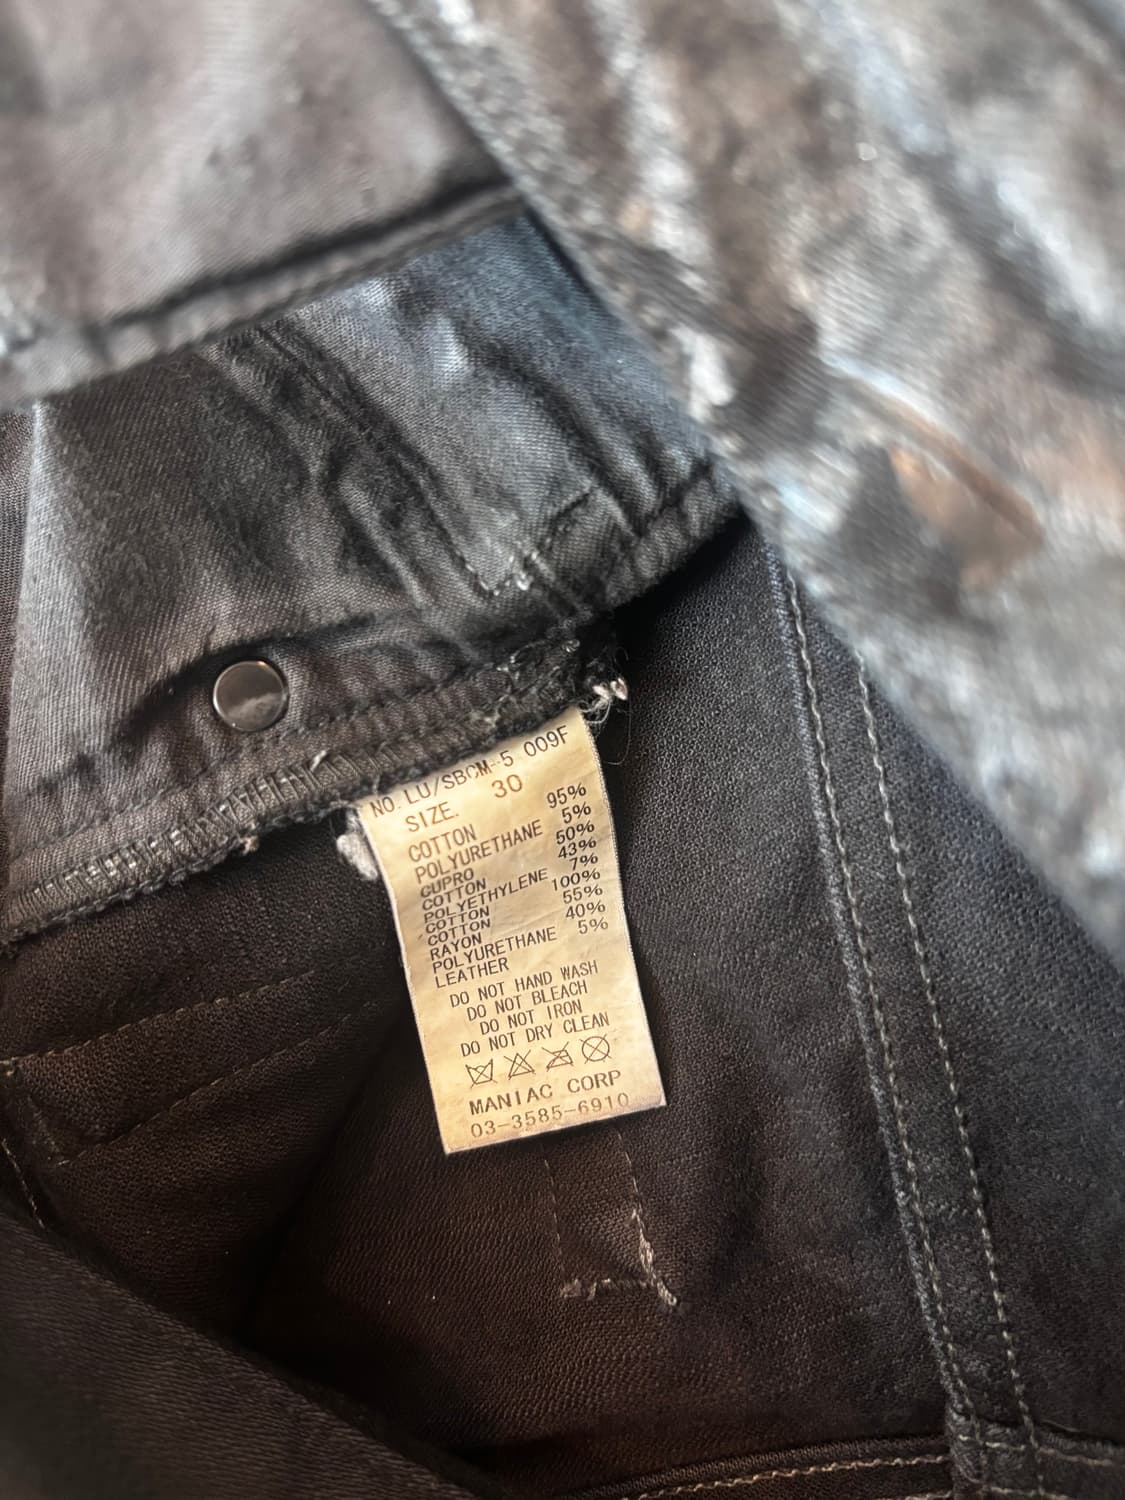 NO. LU/SBCM-5 009F
SIZE. 30
COTTON 95%
POLYURETHANE 5%
CUPRO 50%
COTTON 43%
POLYETHYLENE 7%
COTTON 100%
RAYON 55%
POLYURETHANE 40%
LEATHER 5%
DO NOT HAND WASH
DO NOT BLEACH
DO NOT IRON
DO NOT DRY CLEAN
MANIAC CORP
03-3585-6910